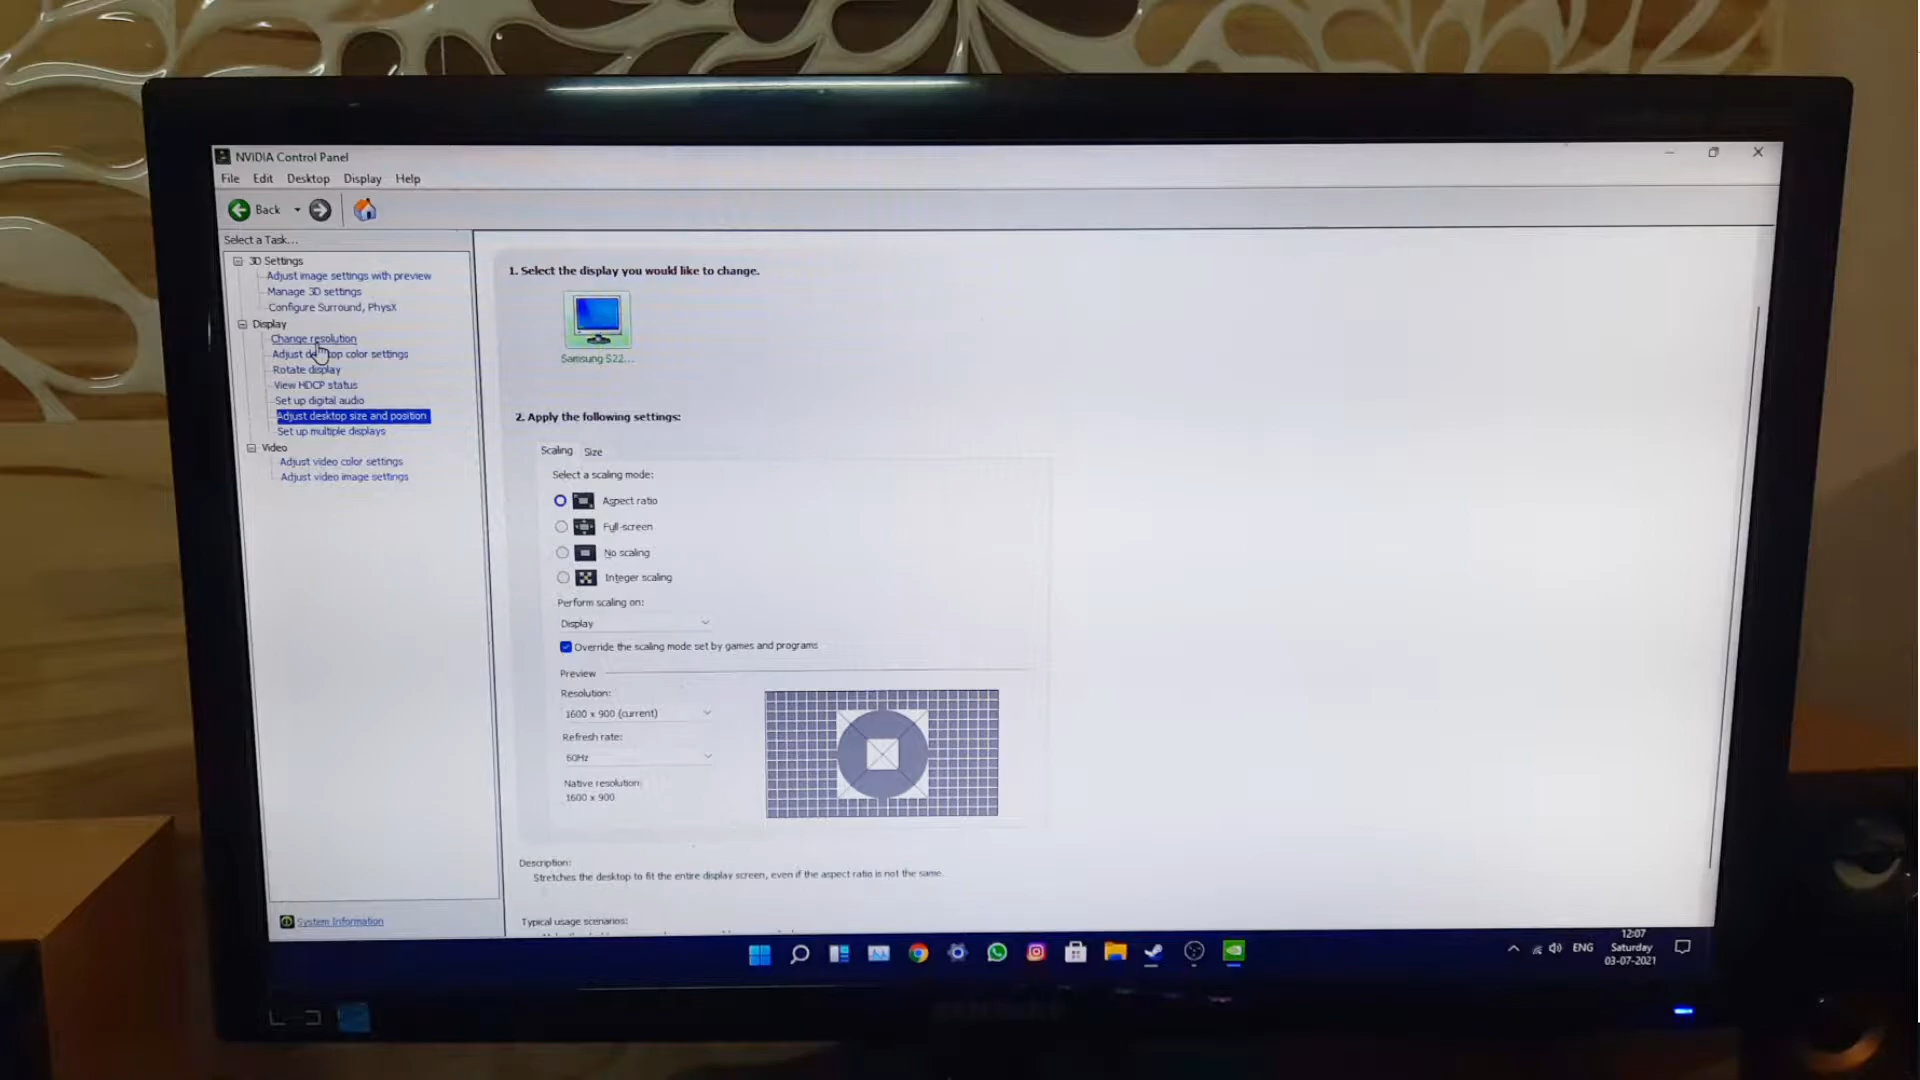 NVIDIA Control Panel
File Edit Desktop Display Help
Back
Select a Task...
3D Settings
Adjust image settings with preview
Manage 3D settings
Configure Surround, PhysX
Display
Change resolution
Adjust desktop color settings
Rotate display
View HDCP status
Set up digital audio
Adjust desktop size and position
Set up multiple displays
Video
Adjust video color settings
Adjust video image settings
System Information
1. Select the display you would like to change.
Samsung S22...
2. Apply the following settings:
Scaling Size
Select a scaling mode:
Aspect ratio
Full-screen
No scaling
Integer scaling
Perform scaling on:
Display
Override the scaling mode set by games and programs
Preview
Resolution:
1600 x 900 (current)
Refresh rate:
60Hz
Native resolution:
1600 x 900
Description:
Stretches the desktop to fit the entire display screen, even if the aspect ratio is not the same.
Typical usage scenarios:
ENG
12:07
Saturday
03-07-2021